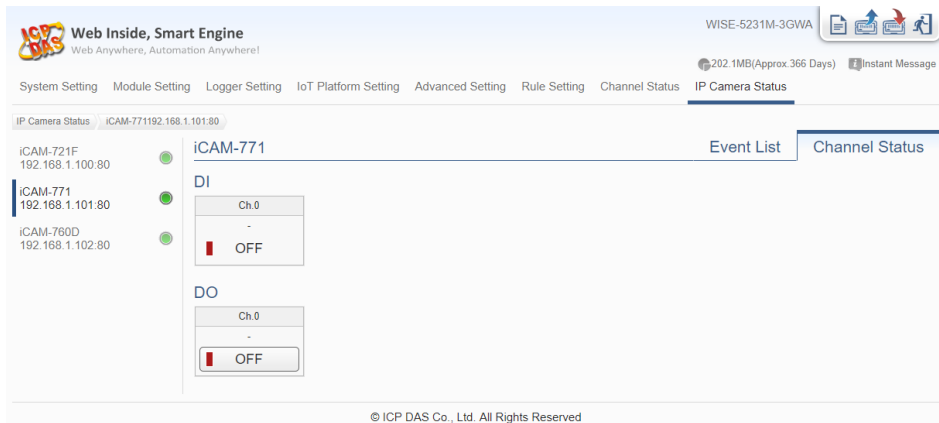 ICP DAS
Web Inside, Smart Engine
Web Anywhere, Automation Anywhere!
WISE-5231M-3GWA
202.1MB(Approx.366 Days) Instant Message
System Setting Module Setting Logger Setting IoT Platform Setting Advanced Setting Rule Setting Channel Status IP Camera Status
IP Camera Status iCAM-771192.168.1.101:80
iCAM-721F
192.168.1.100:80
iCAM-771
192.168.1.101:80
iCAM-760D
192.168.1.102:80
iCAM-771 Event List Channel Status
DI
Ch.0
-
OFF
DO
Ch.0
-
OFF
© ICP DAS Co., Ltd. All Rights Reserved